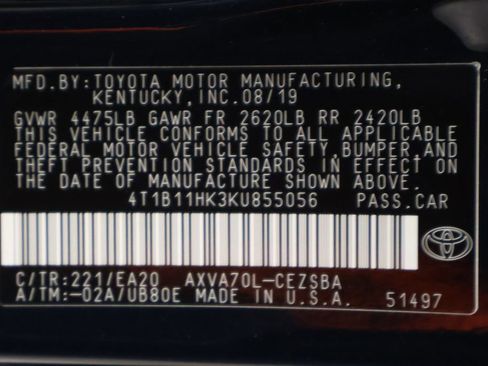 MFD.BY:TOYOTA MOTOR MANUFACTURING,
KENTUCKY,INC.08/19
GVWR 4475LB GAWR FR 2620LB RR 2420LB
THIS VEHICLE CONFORMS TO ALL APPLICABLE
FEDERAL MOTOR VEHICLE SAFETY,BUMPER,AND
THEFT PREVENTION STANDARDS IN EFFECT ON
THE DATE OF MANUFACTURE SHOWN ABOVE.
4T1B11HK3KU855056 PASS.CAR
C/TR:221/EA20 AXVA70L-CEZSBA
A/TM:-02A/UB80E MADE IN U.S.A. 51497